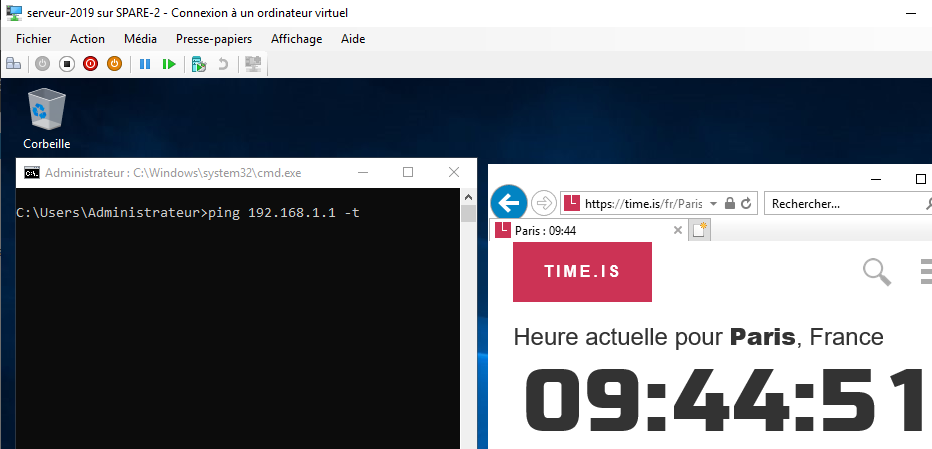 serveur-2019 sur SPARE-2 - Connexion à un ordinateur virtuel
Fichier Action Média Presse-papiers Affichage Aide
Corbeille
Administrateur : C:\Windows\system32\cmd.exe
C:\Users\Administrateur>ping 192.168.1.1 -t
https://time.is/fr/Paris
Rechercher...
Paris : 09:44
TIME.IS
Heure actuelle pour Paris, France
09:44:51